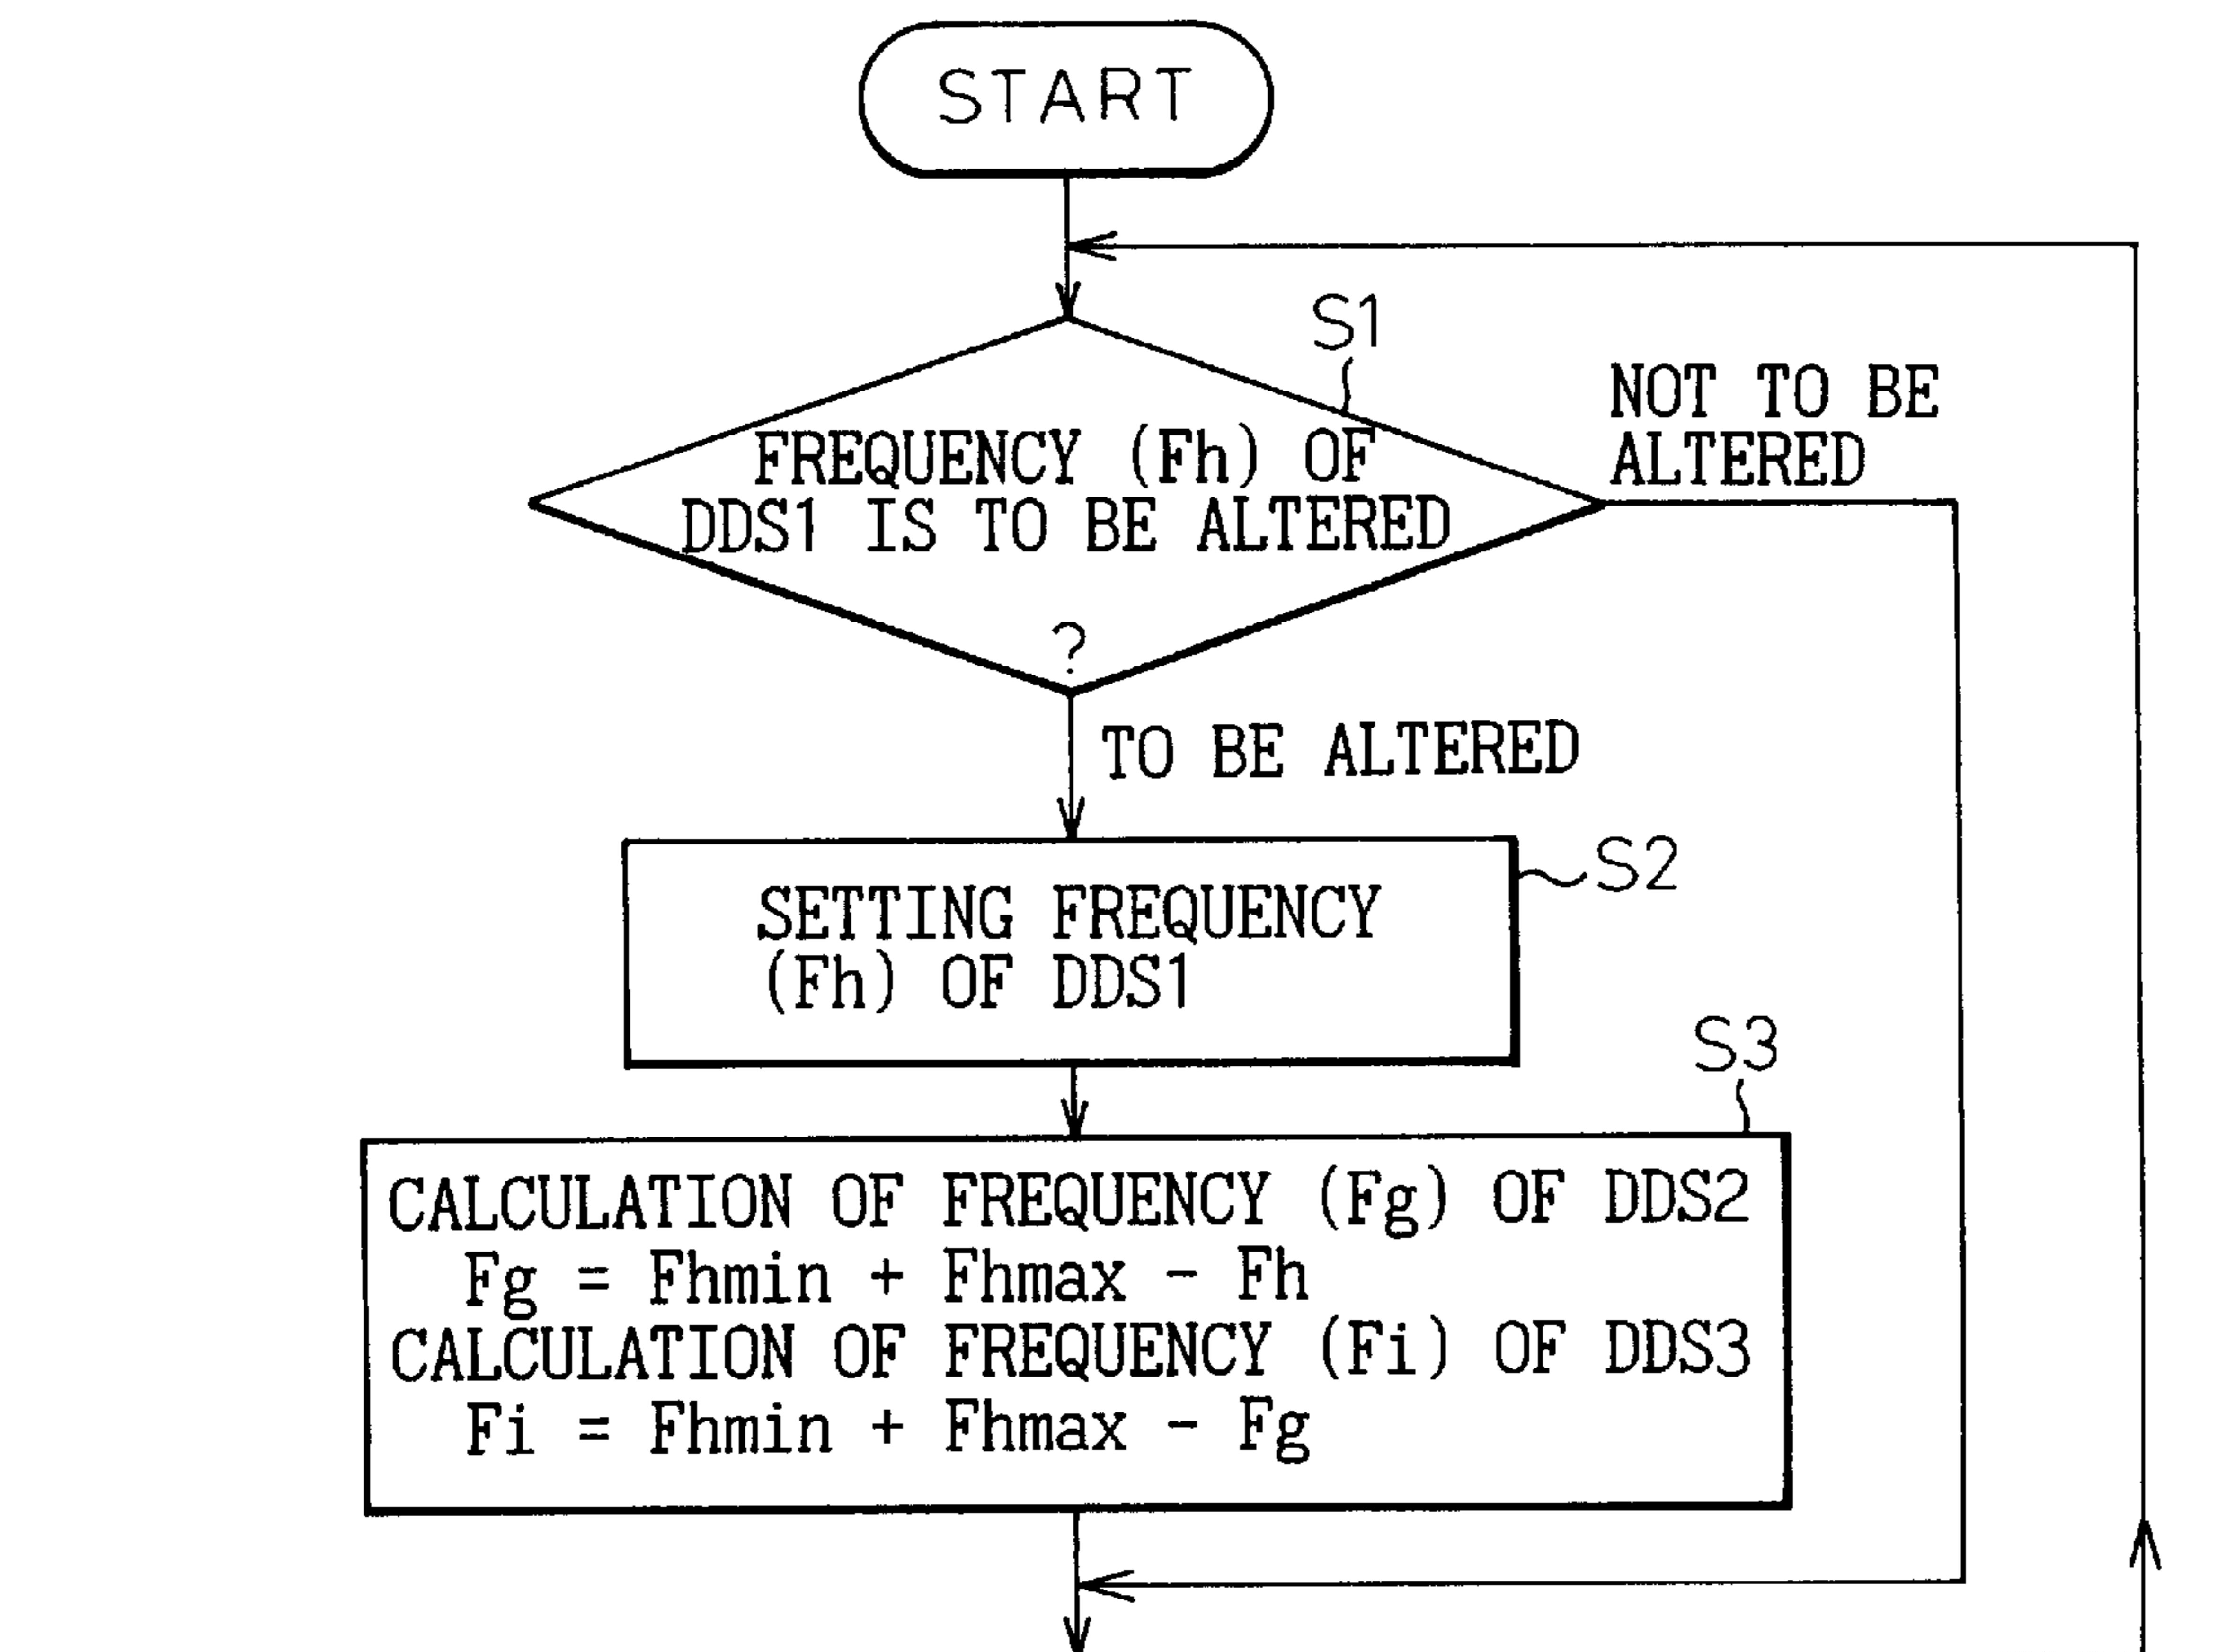 START
S1
NOT TO BE
ALTERED
FREQUENCY (Fh) OF
DDS1 IS TO BE ALTERED
?
TO BE ALTERED
S2
SETTING FREQUENCY
(Fh) OF DDS1
S3
CALCULATION OF FREQUENCY (Fg) OF DDS2
Fg = Fhmin + Fhmax - Fh
CALCULATION OF FREQUENCY (Fi) OF DDS3
Fi = Fhmin + Fhmax - Fg